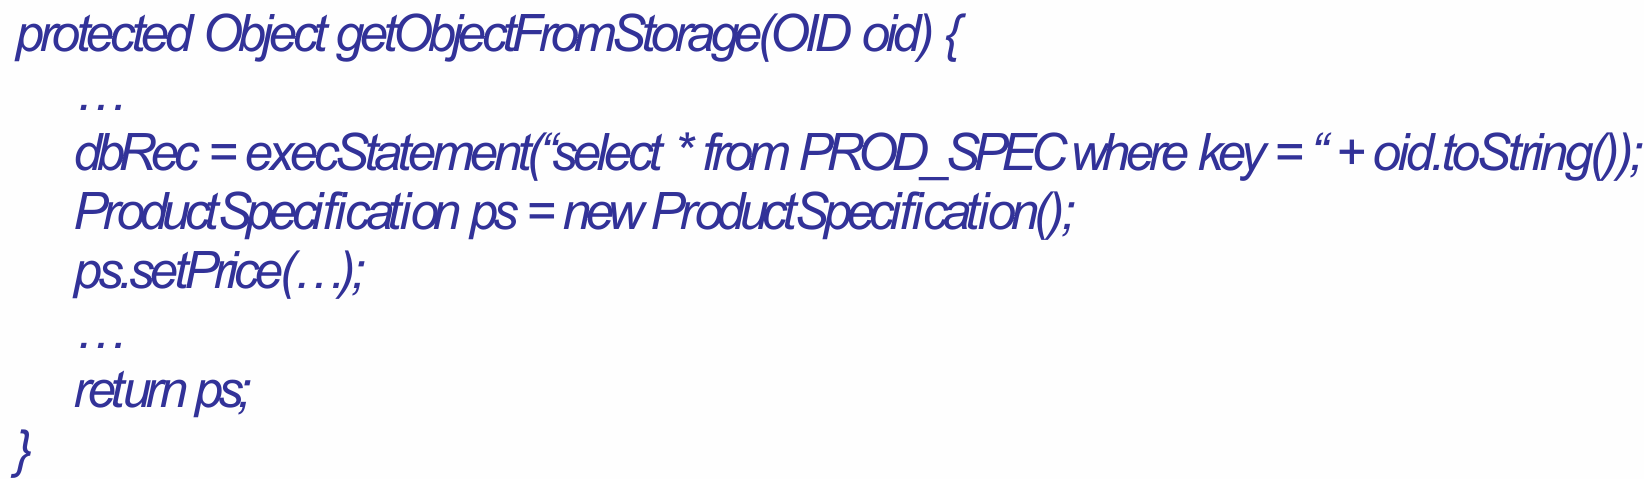 protected Object getObjectFromStorage(OID oid) {
…
dbRec = execStatement(“select * from PROD_SPEC where key = “ + oid.toString());
ProductSpecification ps = new ProductSpecification();
ps.setPrice(…);
…
return ps;
}